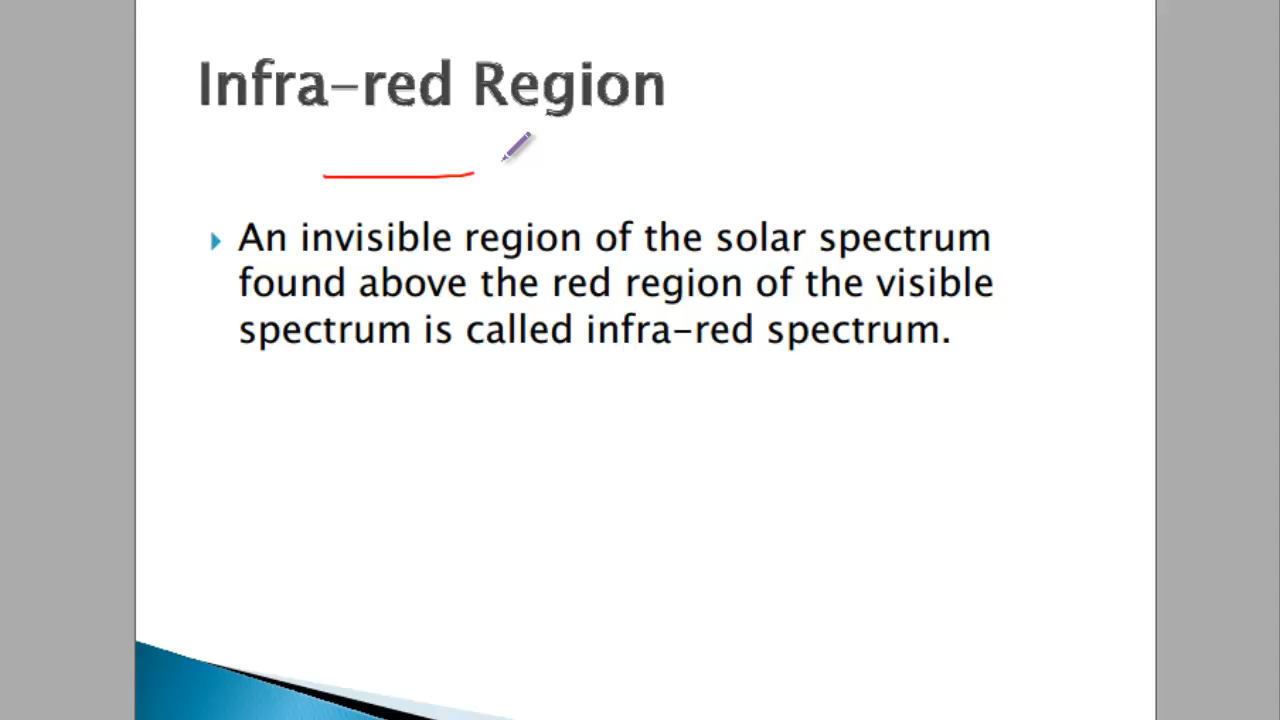 Infra-red Region
An invisible region of the solar spectrum
found above the red region of the visible
spectrum is called infra-red spectrum.